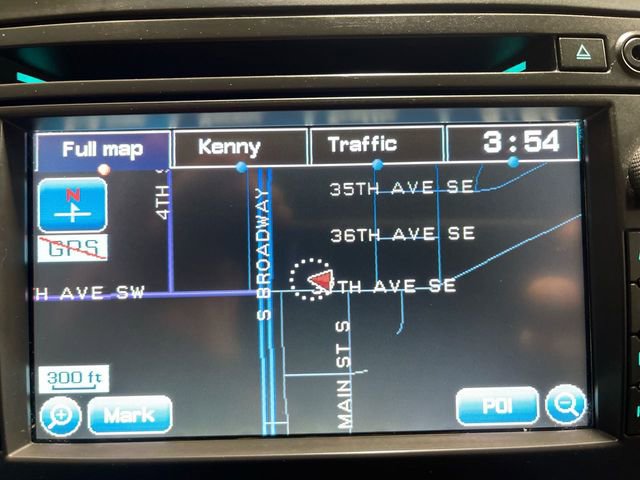 Full map
Kenny
Traffic
3:54
N
GPS
4TH S
S BROADWAY
35TH AVE SE
36TH AVE SE
37TH AVE SE
TH AVE SW
MAIN ST S
300 ft
Mark
POI